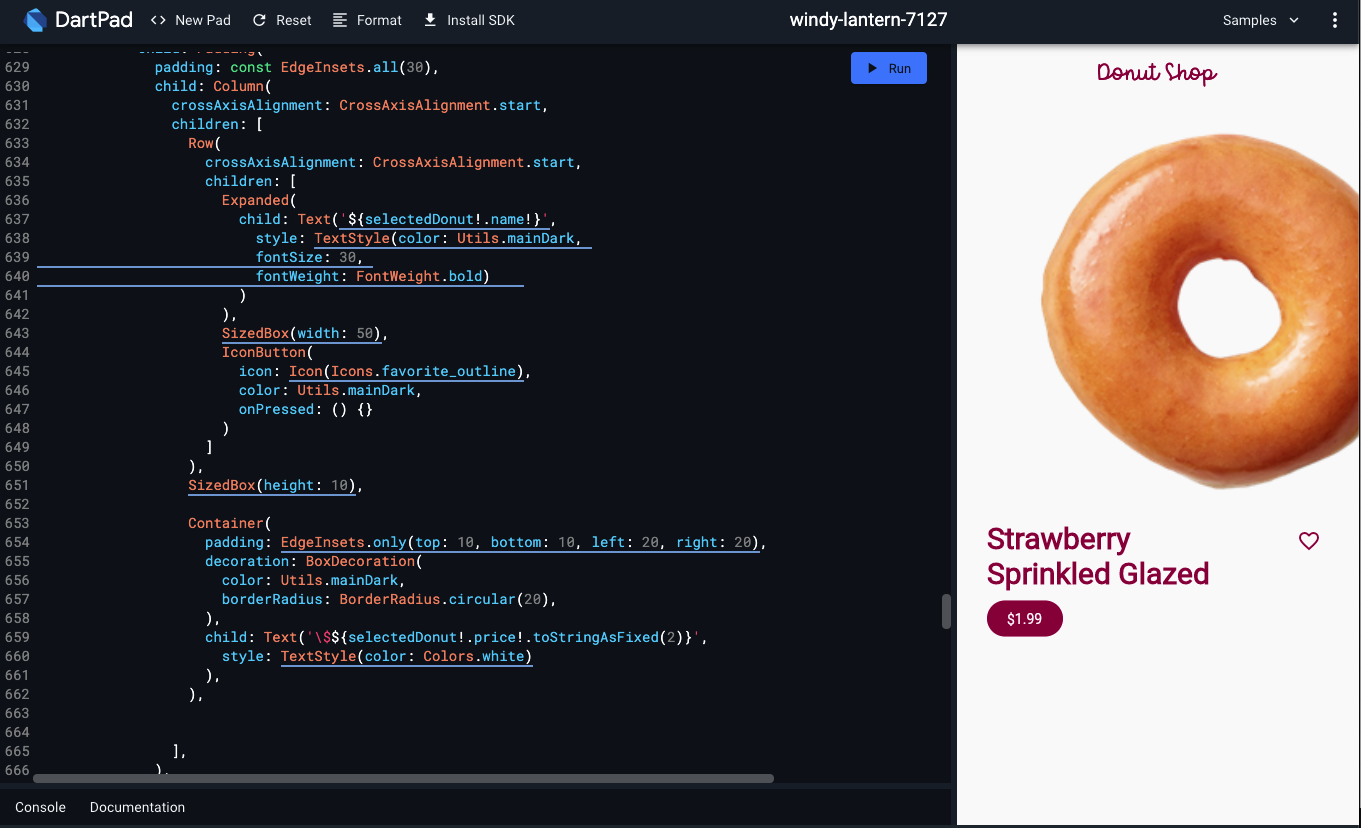 DartPad
New Pad
Reset
Format
Install SDK
windy-lantern-7127
Samples
629 padding: const EdgeInsets.all(30),
630 child: Column(
631 crossAxisAlignment: CrossAxisAlignment.start,
632 children: [
633 Row(
634 crossAxisAlignment: CrossAxisAlignment.start,
635 children: [
636 Expanded(
637 child: Text('${selectedDonut!.name!}',
638 style: TextStyle(color: Utils.mainDark,
639 fontSize: 30,
640 fontWeight: FontWeight.bold)
641 )
642 ),
643 SizedBox(width: 50),
644 IconButton(
645 icon: Icon(Icons.favorite_outline),
646 color: Utils.mainDark,
647 onPressed: () {}
648 )
649 ]
650 ),
651 SizedBox(height: 10),
652
653 Container(
654 padding: EdgeInsets.only(top: 10, bottom: 10, left: 20, right: 20),
655 decoration: BoxDecoration(
656 color: Utils.mainDark,
657 borderRadius: BorderRadius.circular(20),
658 ),
659 child: Text('\$${selectedDonut!.price!.toStringAsFixed(2)}',
660 style: TextStyle(color: Colors.white)
661 ),
662 ),
663
664
665 ],
666 ),
Run
Console
Documentation
Donut Shop
Strawberry
Sprinkled Glazed
$1.99